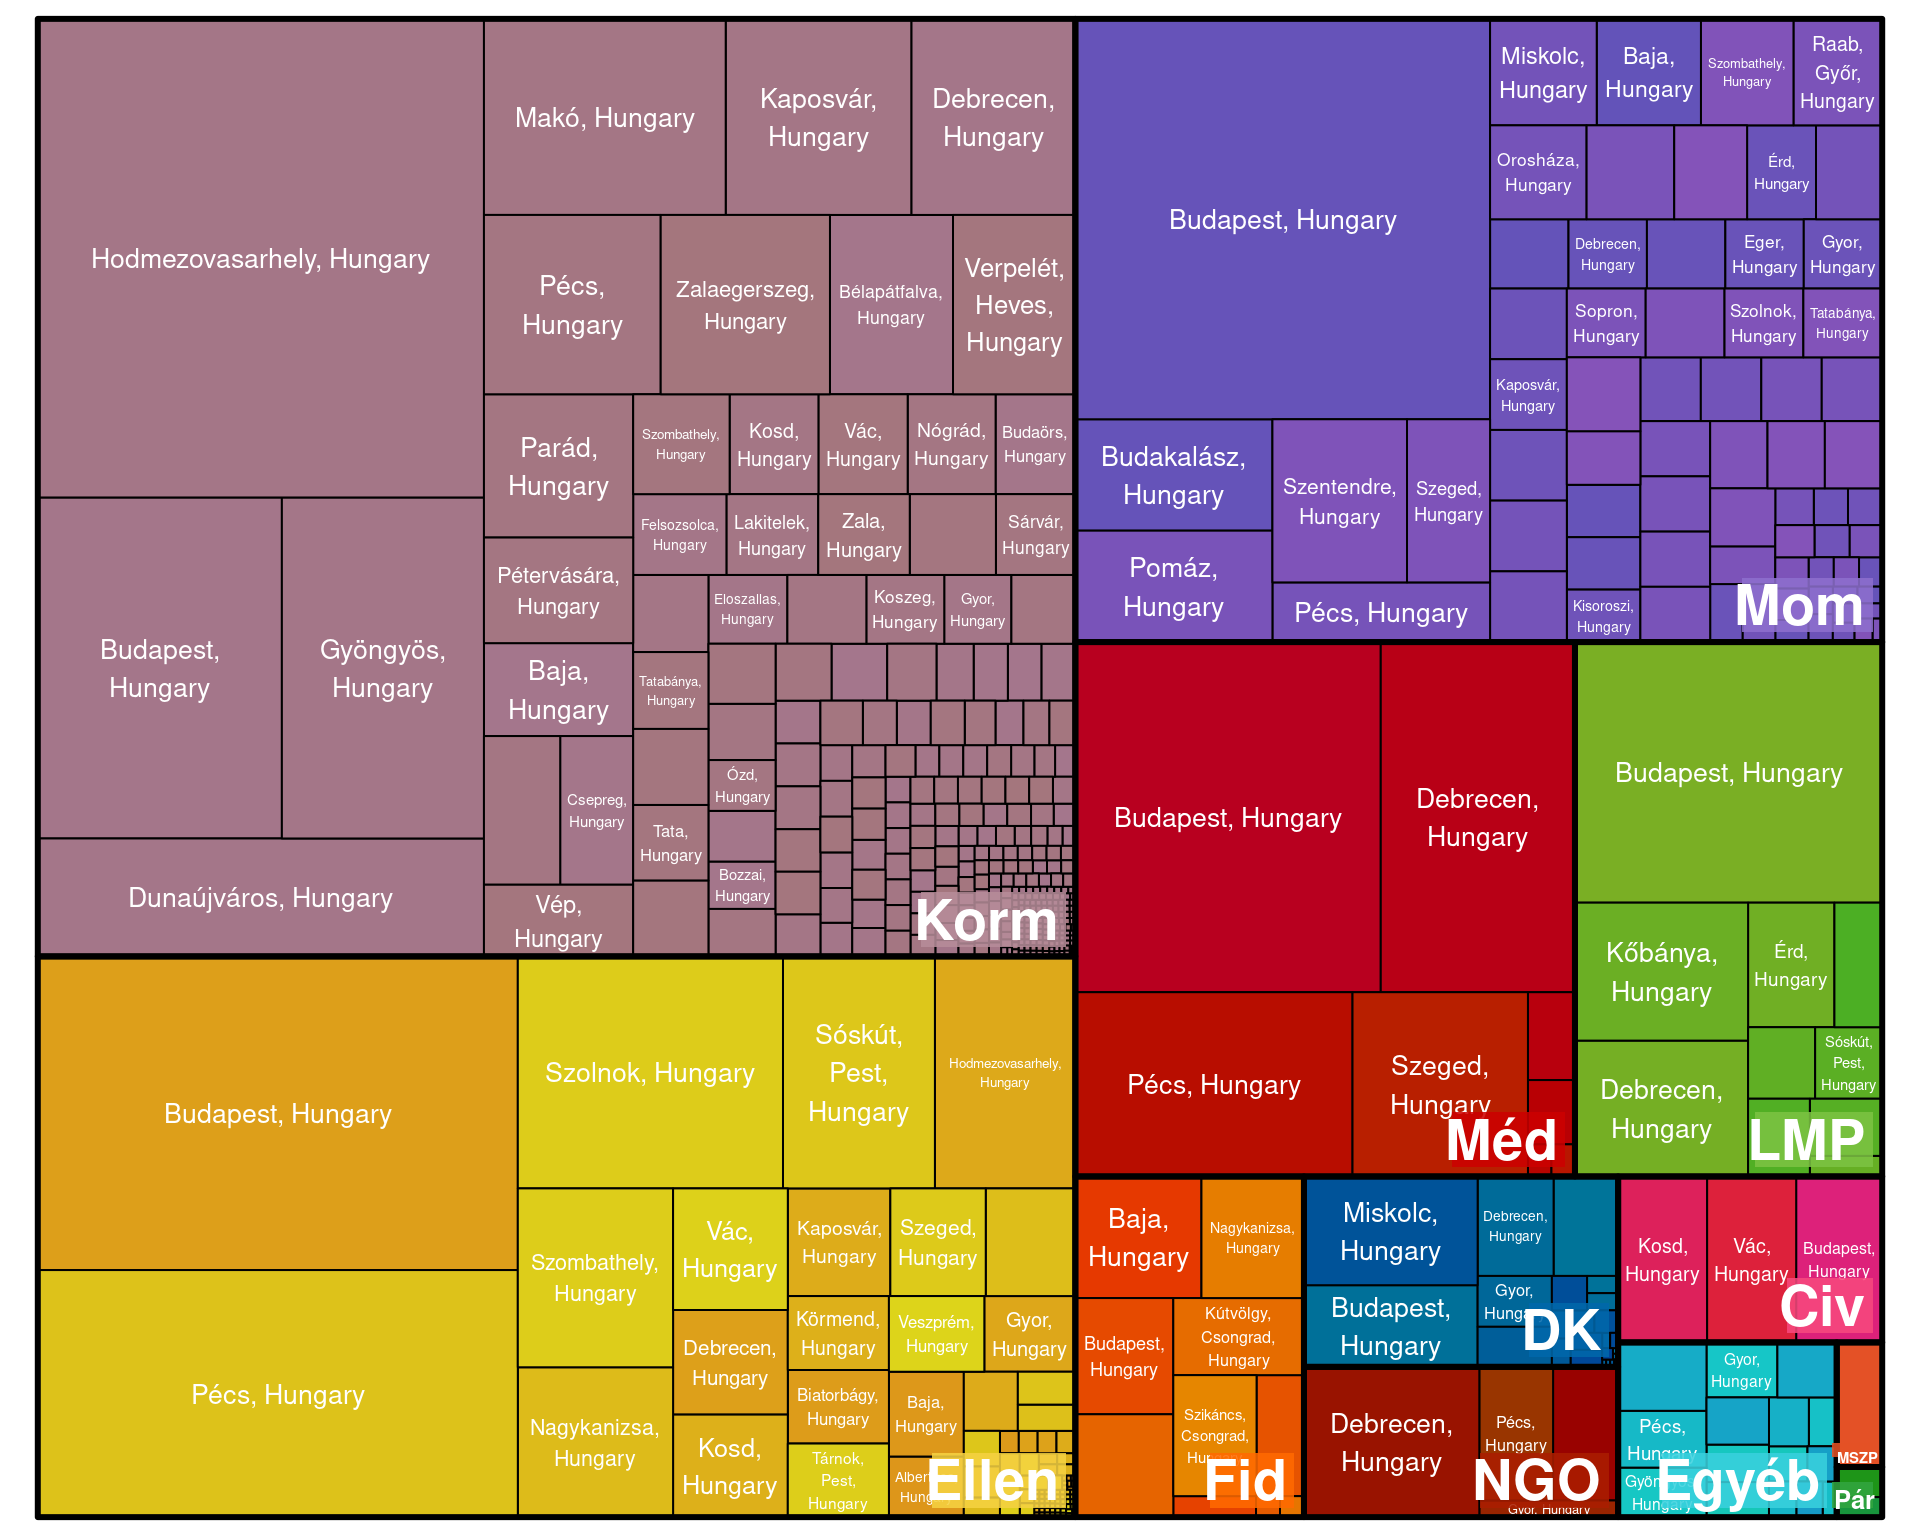 Hodmezovasarhely, Hungary
Budapest,
Hungary
Gyöngyös,
Hungary
Dunaújváros, Hungary
Makó, Hungary
Kaposvár,
Hungary
Debrecen,
Hungary
Pécs,
Hungary
Zalaegerszeg,
Hungary
Bélapátfalva,
Hungary
Verpelét,
Heves,
Hungary
Parád,
Hungary
Szombathely,
Hungary
Kosd,
Hungary
Vác,
Hungary
Nógrád,
Hungary
Budaörs,
Hungary
Felsozsolca,
Hungary
Lakitelek,
Hungary
Zala,
Hungary
Sárvár,
Hungary
Pétervására,
Hungary
Eloszallas,
Hungary
Koszeg,
Hungary
Gyor,
Hungary
Baja,
Hungary
Tatabánya,
Hungary
Csepreg,
Hungary
Ózd,
Hungary
Tata,
Hungary
Bozzai,
Hungary
Vép,
Hungary
Korm
Budapest, Hungary
Miskolc,
Hungary
Baja,
Hungary
Szombathely,
Hungary
Raab,
Győr,
Hungary
Orosháza,
Hungary
Érd,
Hungary
Debrecen,
Hungary
Eger,
Hungary
Gyor,
Hungary
Sopron,
Hungary
Szolnok,
Hungary
Tatabánya,
Hungary
Kaposvár,
Hungary
Budakalász,
Hungary
Szentendre,
Hungary
Szeged,
Hungary
Pomáz,
Hungary
Pécs, Hungary
Kisoroszi,
Hungary
Mom
Budapest, Hungary
Debrecen,
Hungary
Pécs, Hungary
Szeged,
Hungary
Méd
Budapest, Hungary
Kőbánya,
Hungary
Érd,
Hungary
Debrecen,
Hungary
Sóskút,
Pest,
Hungary
LMP
Budapest, Hungary
Pécs, Hungary
Szolnok, Hungary
Sóskút,
Pest,
Hungary
Hodmezovasarhely,
Hungary
Szombathely,
Hungary
Vác,
Hungary
Kaposvár,
Hungary
Szeged,
Hungary
Debrecen,
Hungary
Körmend,
Hungary
Veszprém,
Hungary
Gyor,
Hungary
Nagykanizsa,
Hungary
Kosd,
Hungary
Biatorbágy,
Hungary
Baja,
Hungary
Tárnok,
Pest,
Hungary
Ellen
Baja,
Hungary
Nagykanizsa,
Hungary
Budapest,
Hungary
Kútvölgy,
Csongrad,
Hungary
Szikáncs,
Csongrad,
Fid
Miskolc,
Hungary
Debrecen,
Hungary
Budapest,
Hungary
Gyor,
DK
Debrecen,
Hungary
Pécs,
Hungary
Gyor, Hungary
NGO
Kosd,
Hungary
Vác,
Hungary
Budapest,
Hungary
Civ
Gyor,
Hungary
Pécs,
Hungary
Egyéb
MSZP
Pár